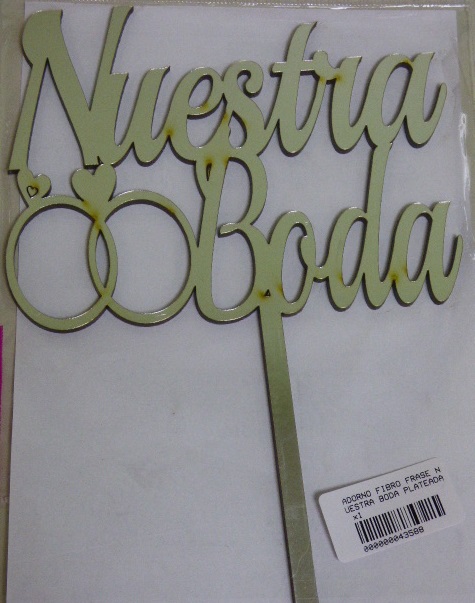 Nuestra
Boda
ADORNO FIBRO FRASE N
UESTRA BODA PLATEADA
x1
000000043588